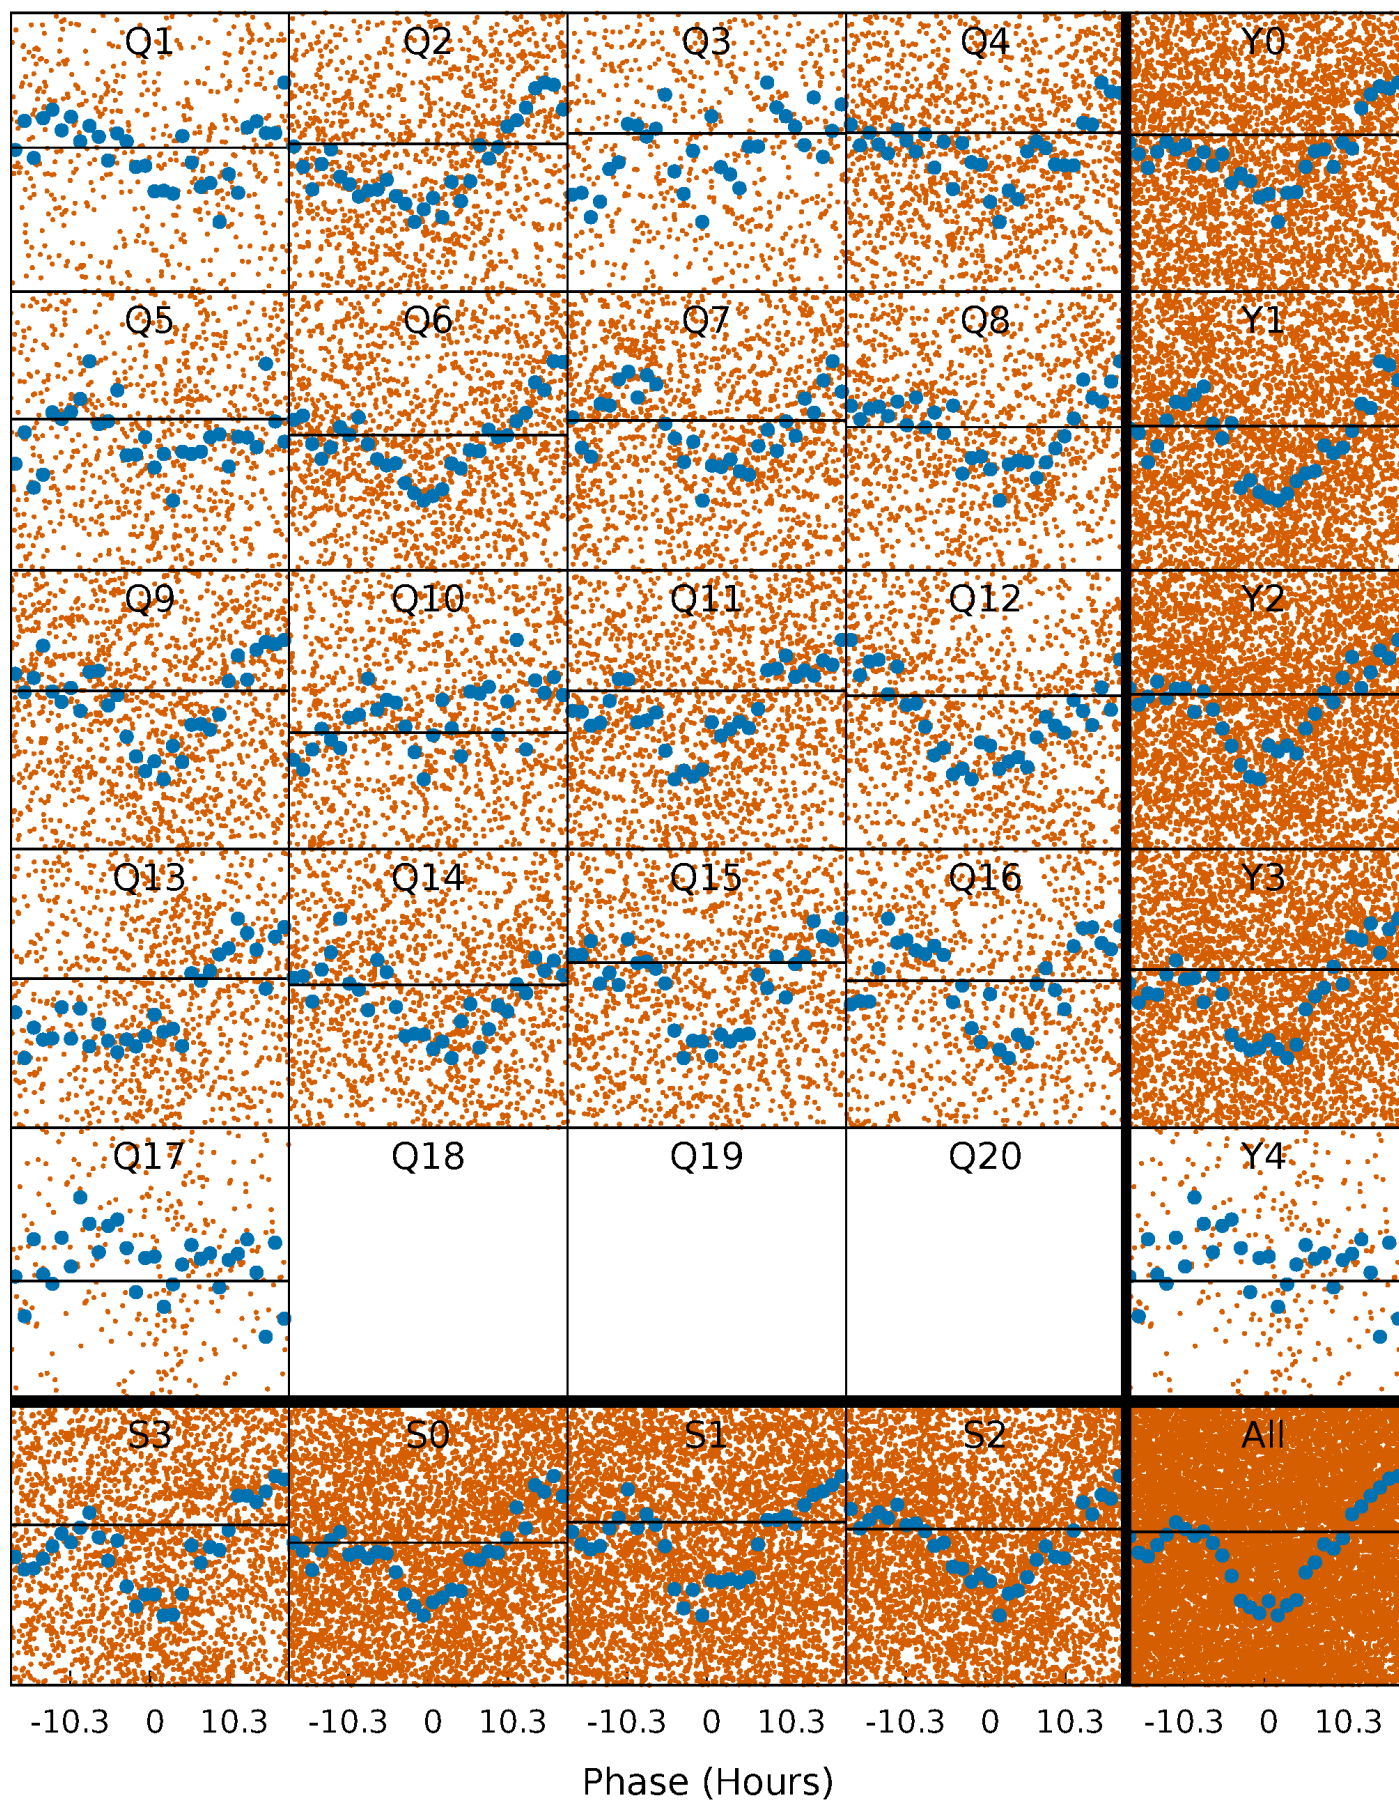 Q1 Q2 Q3 Q4 Y0
Q5 Q6 Q7 Q8 Y1
Q9 Q10 Q11 Q12 Y2
Q13 Q14 Q15 Q16 Y3
Q17 Q18 Q19 Q20 Y4
S3 S0 S1 S2 All
-10.3 0 10.3 -10.3 0 10.3 -10.3 0 10.3 -10.3 0 10.3 -10.3 0 10.3
Phase (Hours)